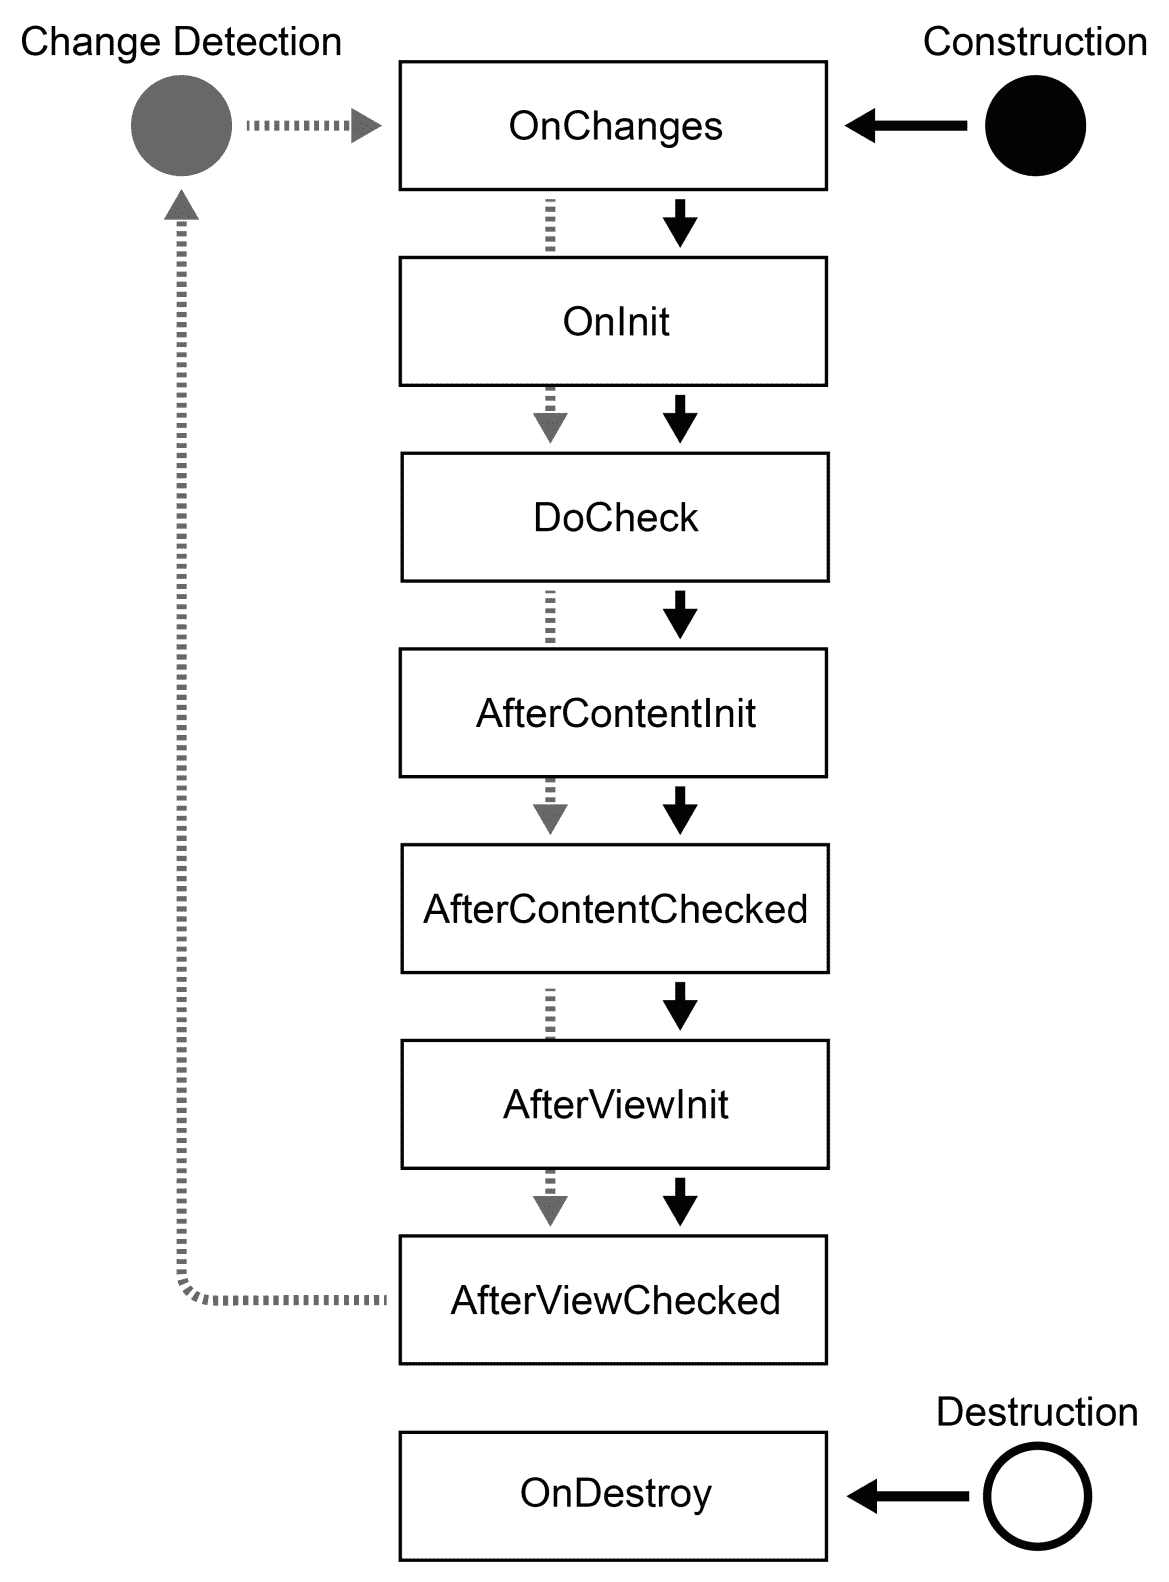 Change Detection
Construction
OnChanges
OnInit
DoCheck
AfterContentInit
AfterContentChecked
AfterViewInit
AfterViewChecked
Destruction
OnDestroy